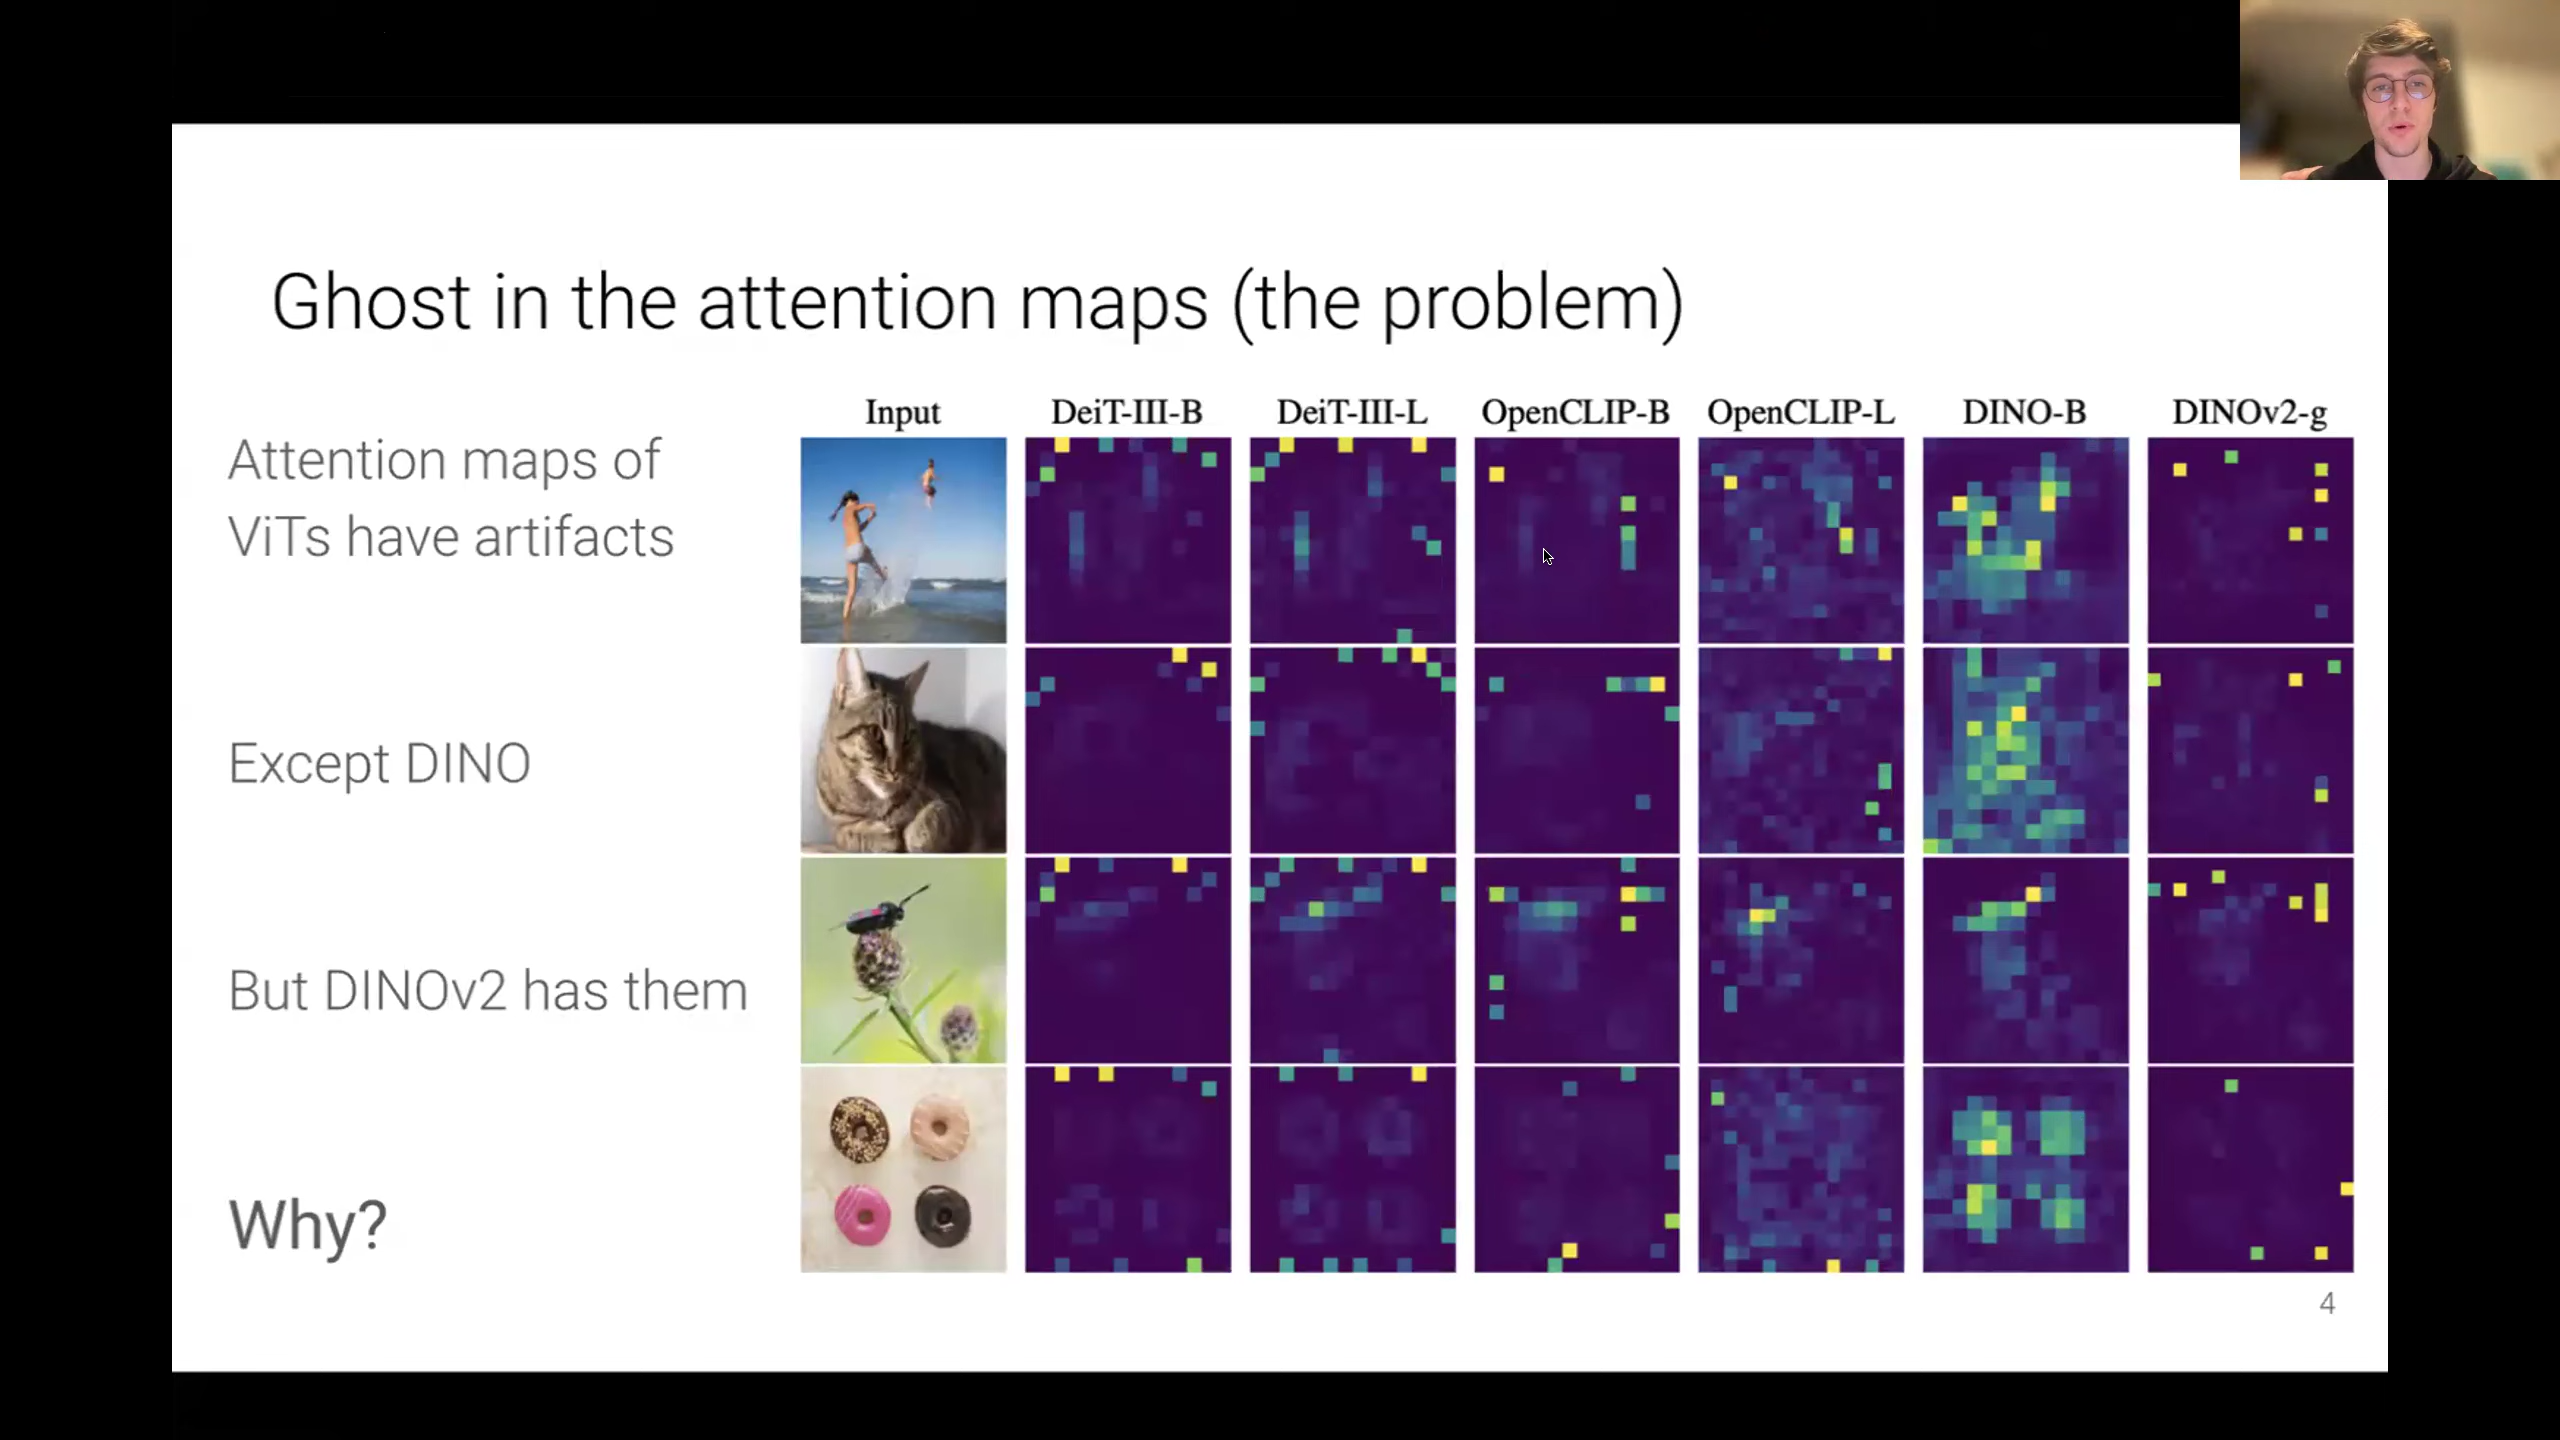 Ghost in the attention maps (the problem)
Attention maps of
ViTs have artifacts
Except DINO
But DINOv2 has them
Why?
Input DeiT-III-B DeiT-III-L OpenCLIP-B OpenCLIP-L DINO-B DINOv2-g
4